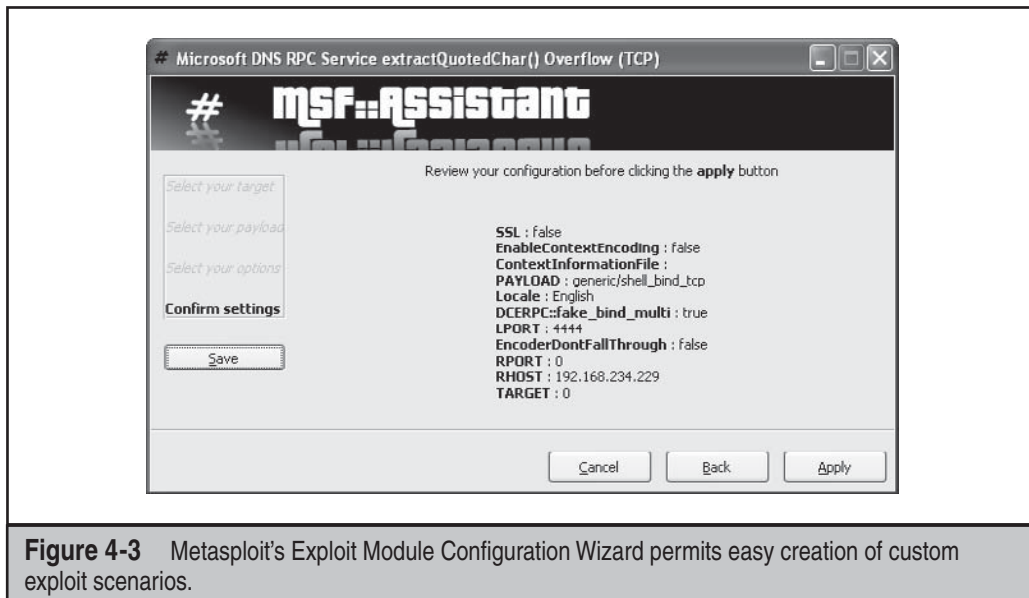 # Microsoft DNS RPC Service extractQuotedChar() Overflow (TCP)
# MSF::Assistant
Select your target
Select your payload
Select your options
Confirm settings
Save
Review your configuration before clicking the apply button
SSL : false
EnableContextEncoding : false
ContextInformationFile :
PAYLOAD : generic/shell_bind_tcp
Locale : English
DCERPC::fake_bind_multi : true
LPORT : 4444
EncoderDontFallThrough : false
RPORT : 0
RHOST : 192.168.234.229
TARGET : 0
Cancel Back Apply
Figure 4-3 Metasploit's Exploit Module Configuration Wizard permits easy creation of custom
exploit scenarios.